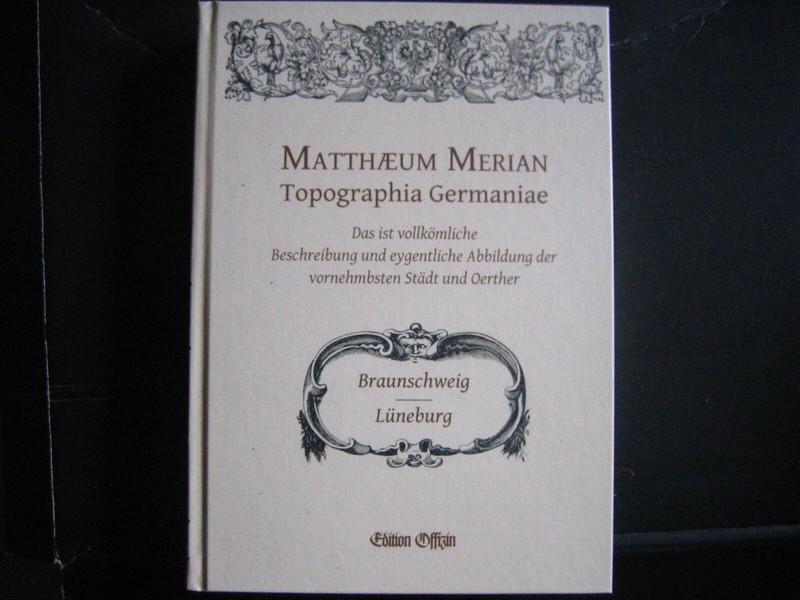 MATTHÆUM MERIAN
Topographia Germaniae
Das ist vollkömliche
Beschreibung und eygentliche Abbildung der
vornehmbsten Städt und Oerther
Braunschweig
Lüneburg
Edition Offizin